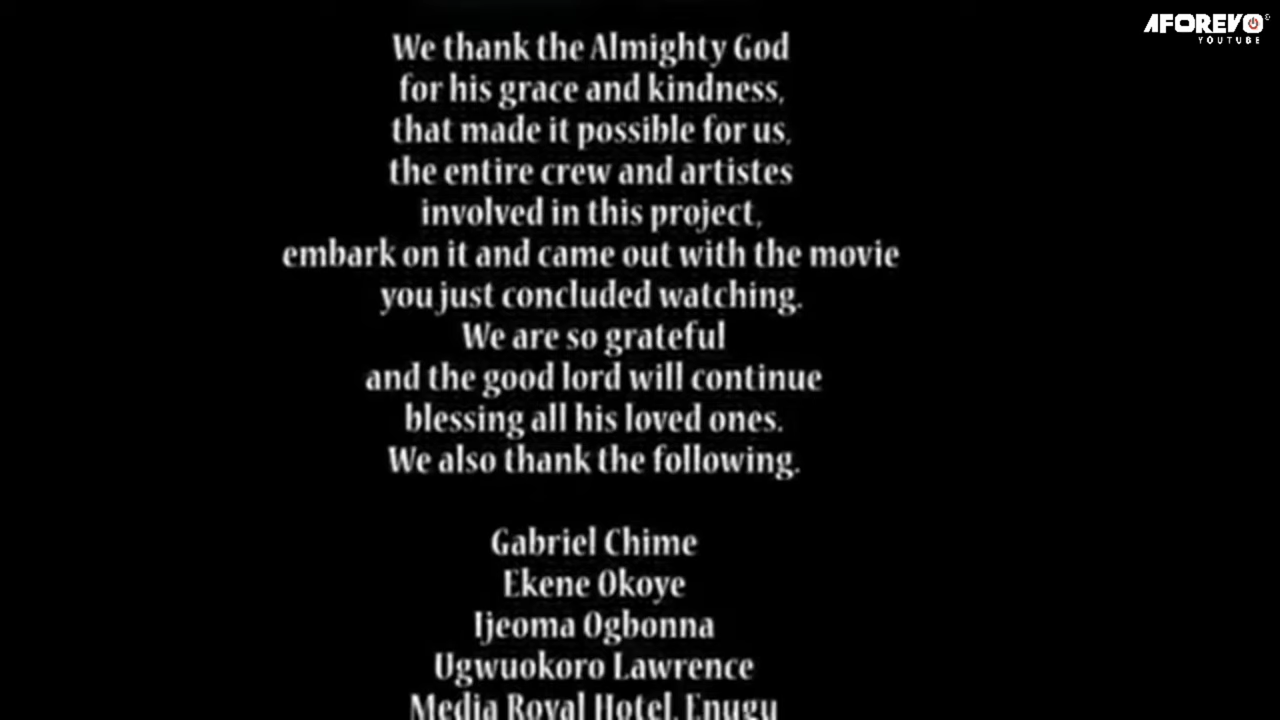 AFOREVO
YOUTUBE
We thank the Almighty God
for his grace and kindness,
that made it possible for us,
the entire crew and artistes
involved in this project,
embark on it and came out with the movie
you just concluded watching.
We are so grateful
and the good lord will continue
blessing all his loved ones.
We also thank the following.
Gabriel Chime
Ekene Okoye
Ijeoma Ogbonna
Ugwuokoro Lawrence
Media Royal Hotel, Enugu